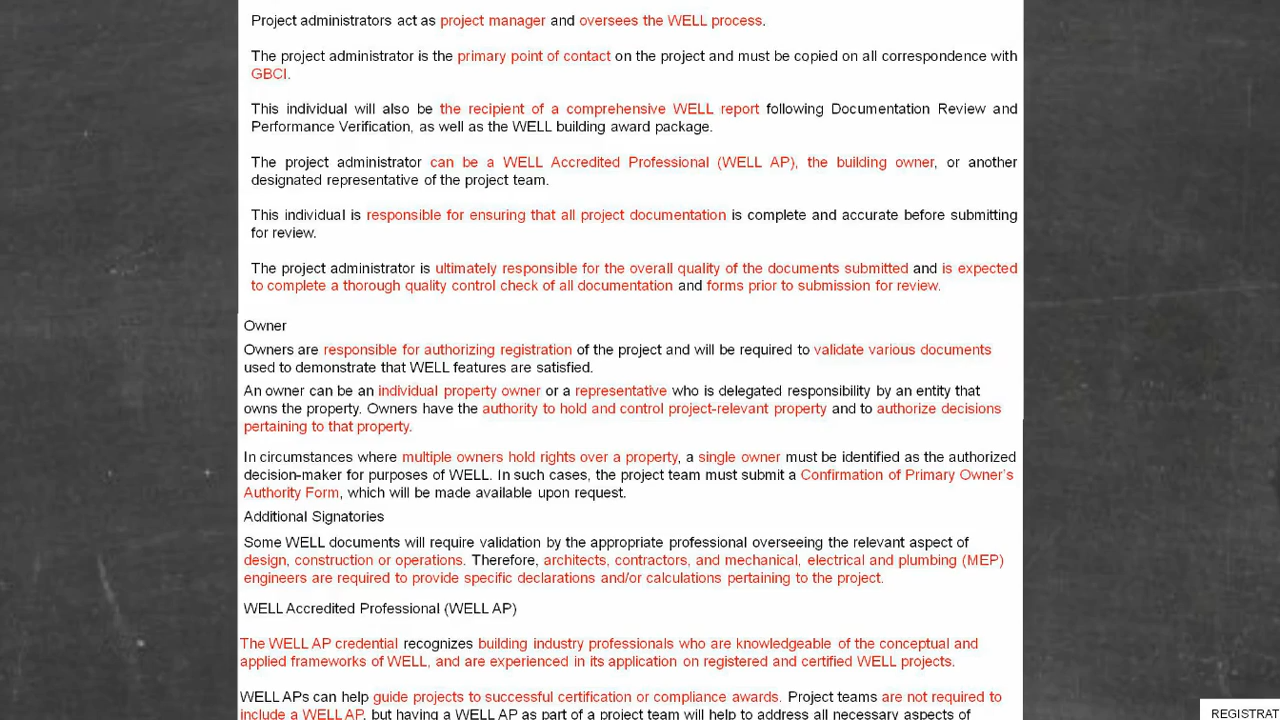 Project administrators act as project manager and oversees the WELL process.
The project administrator is the primary point of contact on the project and must be copied on all correspondence with
GBCI.
This individual will also be the recipient of a comprehensive WELL report following Documentation Review and
Performance Verification, as well as the WELL building award package.
The project administrator can be a WELL Accredited Professional (WELL AP), the building owner, or another
designated representative of the project team.
This individual is responsible for ensuring that all project documentation is complete and accurate before submitting
for review.
The project administrator is ultimately responsible for the overall quality of the documents submitted and is expected
to complete a thorough quality control check of all documentation and forms prior to submission for review.
Owner
Owners are responsible for authorizing registration of the project and will be required to validate various documents
used to demonstrate that WELL features are satisfied.
An owner can be an individual property owner or a representative who is delegated responsibility by an entity that
owns the property. Owners have the authority to hold and control project-relevant property and to authorize decisions
pertaining to that property.
In circumstances where multiple owners hold rights over a property, a single owner must be identified as the authorized
decision-maker for purposes of WELL. In such cases, the project team must submit a Confirmation of Primary Owner's
Authority Form, which will be made available upon request.
Additional Signatories
Some WELL documents will require validation by the appropriate professional overseeing the relevant aspect of
design, construction or operations. Therefore, architects, contractors, and mechanical, electrical and plumbing (MEP)
engineers are required to provide specific declarations and/or calculations pertaining to the project.
WELL Accredited Professional (WELL AP)
The WELL AP credential recognizes building industry professionals who are knowledgeable of the conceptual and
applied frameworks of WELL, and are experienced in its application on registered and certified WELL projects.
WELL APs can help guide projects to successful certification or compliance awards. Project teams are not required to
include a WELL AP, but having a WELL AP as part of a project team will help to address all necessary aspects of
REGISTRAT